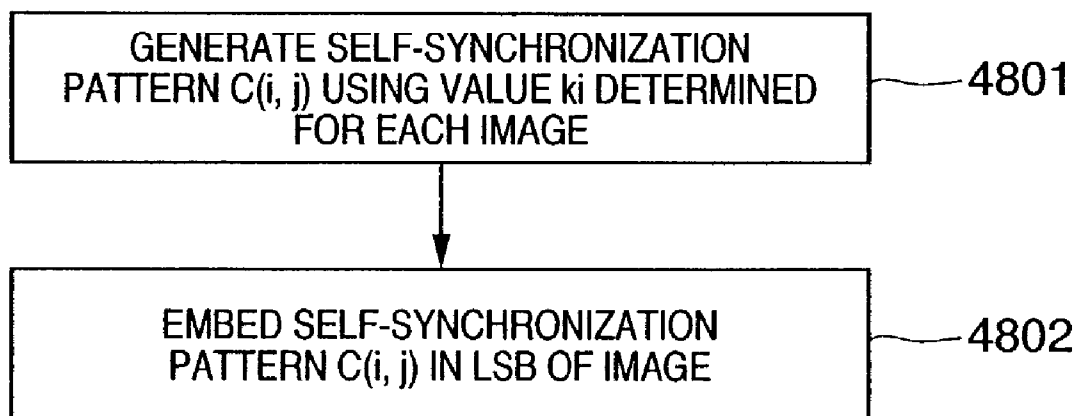 GENERATE SELF-SYNCHRONIZATION
PATTERN C(i, j) USING VALUE ki DETERMINED
FOR EACH IMAGE
4801
EMBED SELF-SYNCHRONIZATION
PATTERN C(i, j) IN LSB OF IMAGE
4802